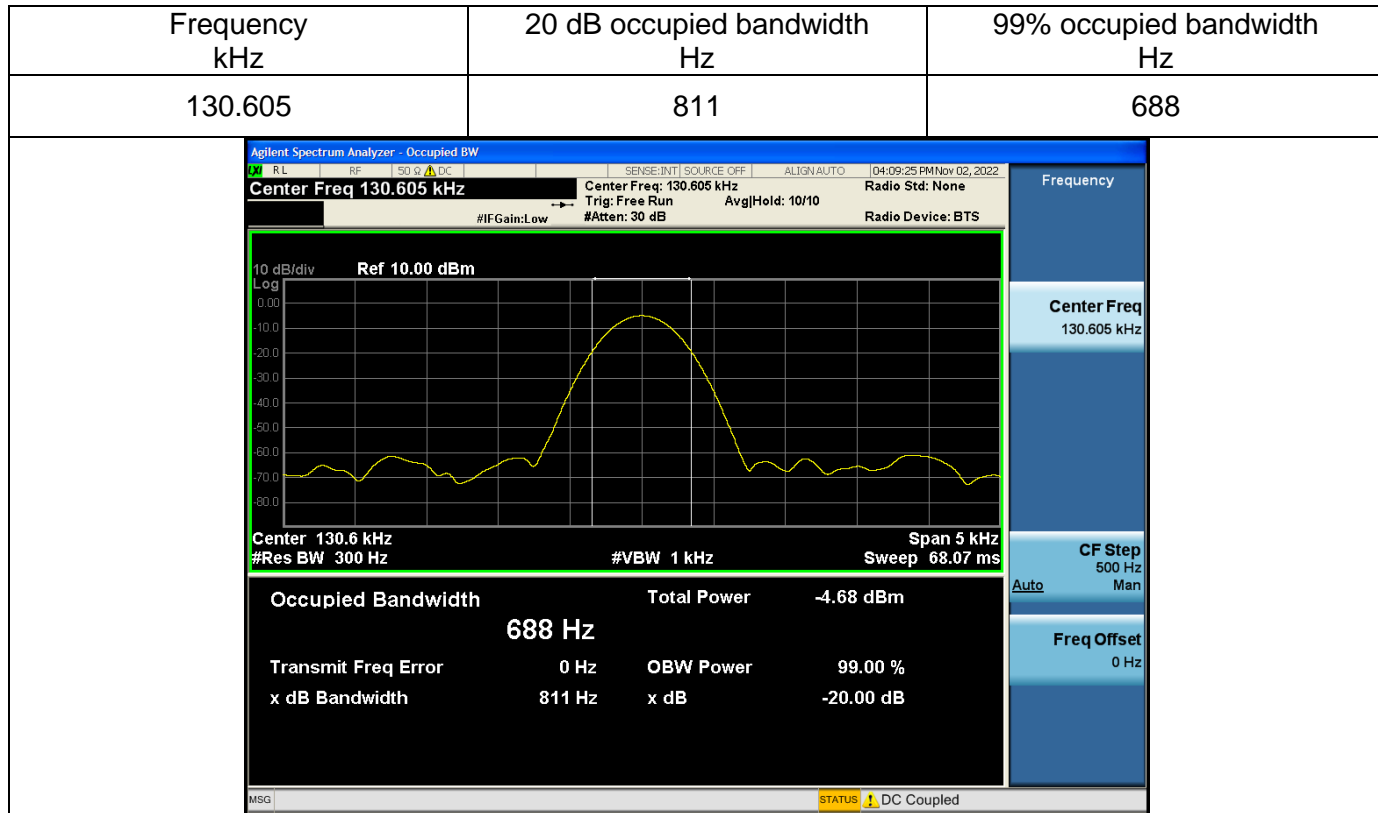 Frequency
kHz
20 dB occupied bandwidth
Hz
99% occupied bandwidth
Hz
130.605
811
688
Agilent Spectrum Analyzer - Occupied BW
LXI RL RF 50 Ω DC SENSE:INT SOURCE OFF ALIGN AUTO 04:09:25 PM Nov 02, 2022
Center Freq 130.605 kHz
Center Freq: 130.605 kHz
Radio Std: None
Trig: Free Run Avg|Hold: 10/10
#IFGain:Low #Atten: 30 dB Radio Device: BTS
10 dB/div Ref 10.00 dBm
Log
0.00
-10.0
-20.0
-30.0
-40.0
-50.0
-60.0
-70.0
-80.0
Center 130.6 kHz Span 5 kHz
#Res BW 300 Hz #VBW 1 kHz Sweep 68.07 ms
Occupied Bandwidth Total Power -4.68 dBm
688 Hz
Transmit Freq Error 0 Hz OBW Power 99.00 %
x dB Bandwidth 811 Hz x dB -20.00 dB
Frequency
Center Freq
130.605 kHz
CF Step
500 Hz
Auto Man
Freq Offset
0 Hz
MSG STATUS DC Coupled